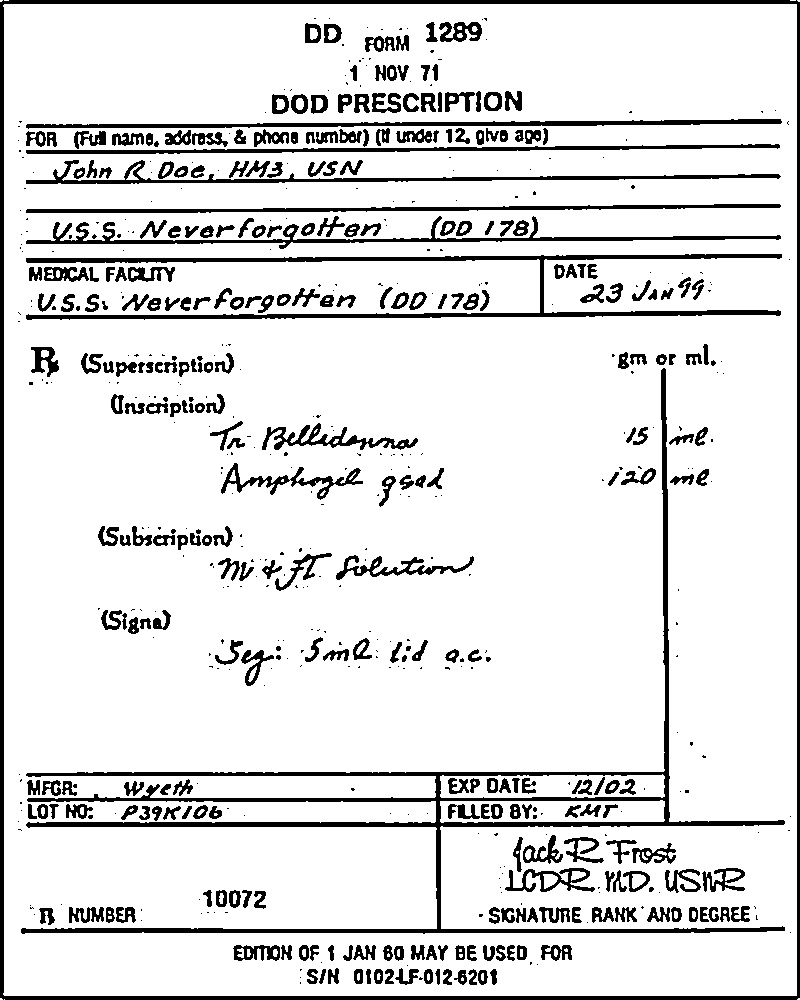 DD FORM 1289
1 NOV 71
DOD PRESCRIPTION
FOR (Full name, address, & phone number) (If under 12, give age)
John R. Doe, HM3, USN
U.S.S. Neverforgotten (DD 178)
MEDICAL FACILITY
U.S.S. Neverforgotten (DD 178)
DATE
23 JAN 99
℞ (Superscription) gm or ml.
(Inscription)
Tr Belladonna 15 ml.
Amphogel qsad 120 ml
(Subscription)
M & FT Solution
(Signa)
Sig: 5ml tid a.c.
MFGR: Wyeth EXP DATE: 12/02
LOT NO: P39K106 FILLED BY: KMT
Jack R Frost
LCDR MD. USNR
℞ NUMBER 10072 SIGNATURE RANK AND DEGREE
EDITION OF 1 JAN 60 MAY BE USED, FOR
S/N 0102-LF-012-6201